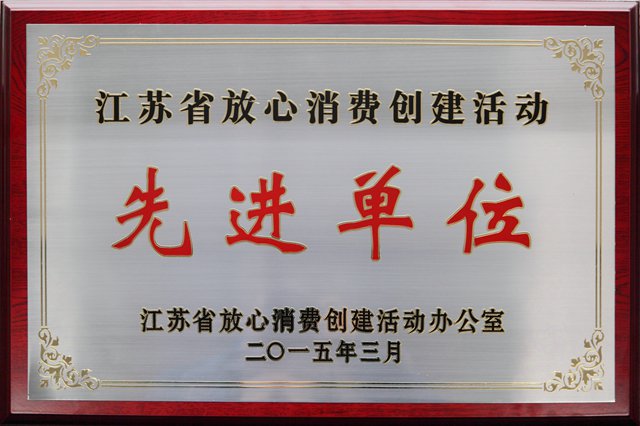 江苏省放心消费创建活动
先进单位
江苏省放心消费创建活动办公室
二〇一五年三月